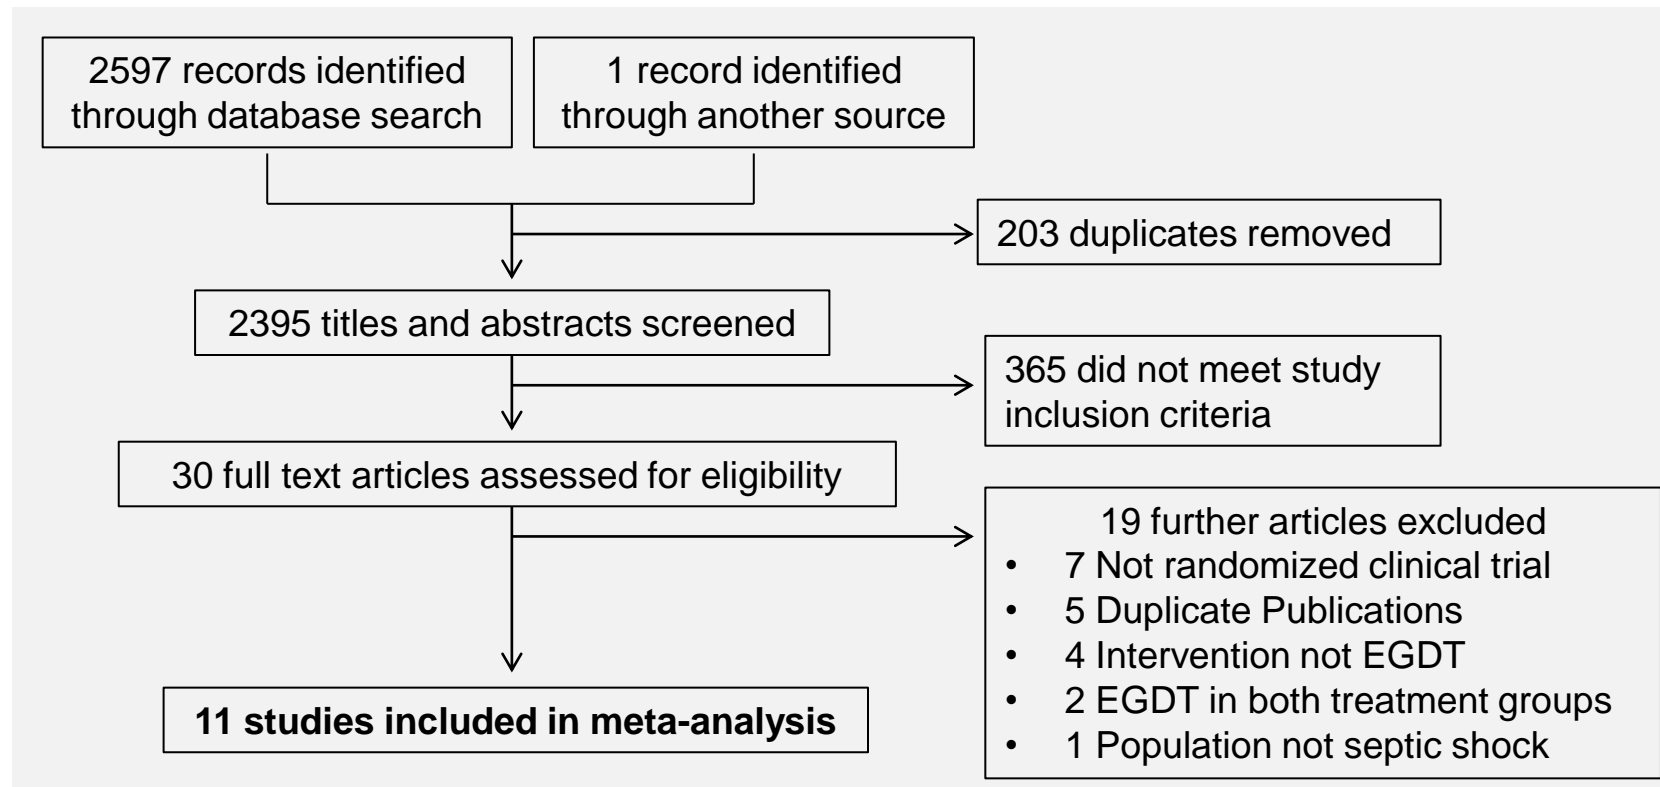 2597 records identified
through database search
1 record identified
through another source
203 duplicates removed
2395 titles and abstracts screened
365 did not meet study
inclusion criteria
30 full text articles assessed for eligibility
19 further articles excluded
• 7 Not randomized clinical trial
• 5 Duplicate Publications
• 4 Intervention not EGDT
• 2 EGDT in both treatment groups
• 1 Population not septic shock
11 studies included in meta-analysis